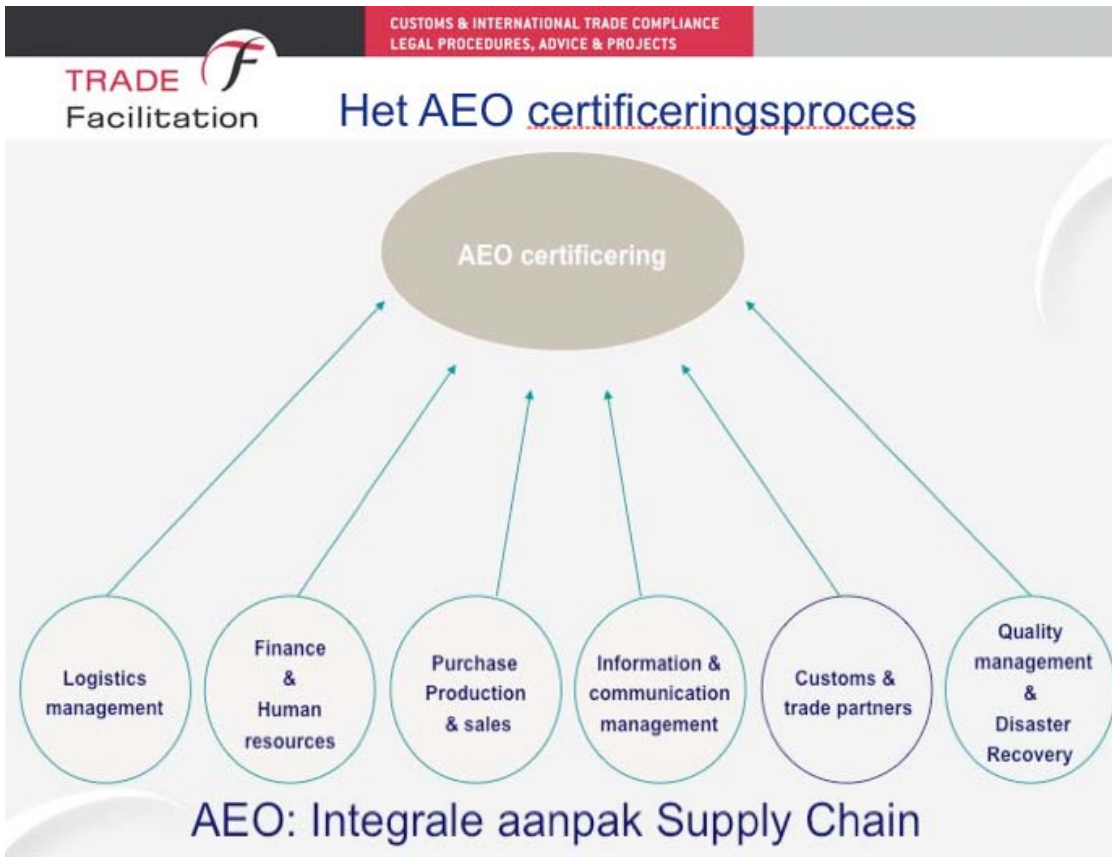 CUSTOMS & INTERNATIONAL TRADE COMPLIANCE
LEGAL PROCEDURES, ADVICE & PROJECTS
TRADE
Facilitation
Het AEO certificeringsproces
AEO certificering
Logistics
management
Finance
&
Human
resources
Purchase
Production
& sales
Information &
communication
management
Customs &
trade partners
Quality
management
&
Disaster
Recovery
AEO: Integrale aanpak Supply Chain